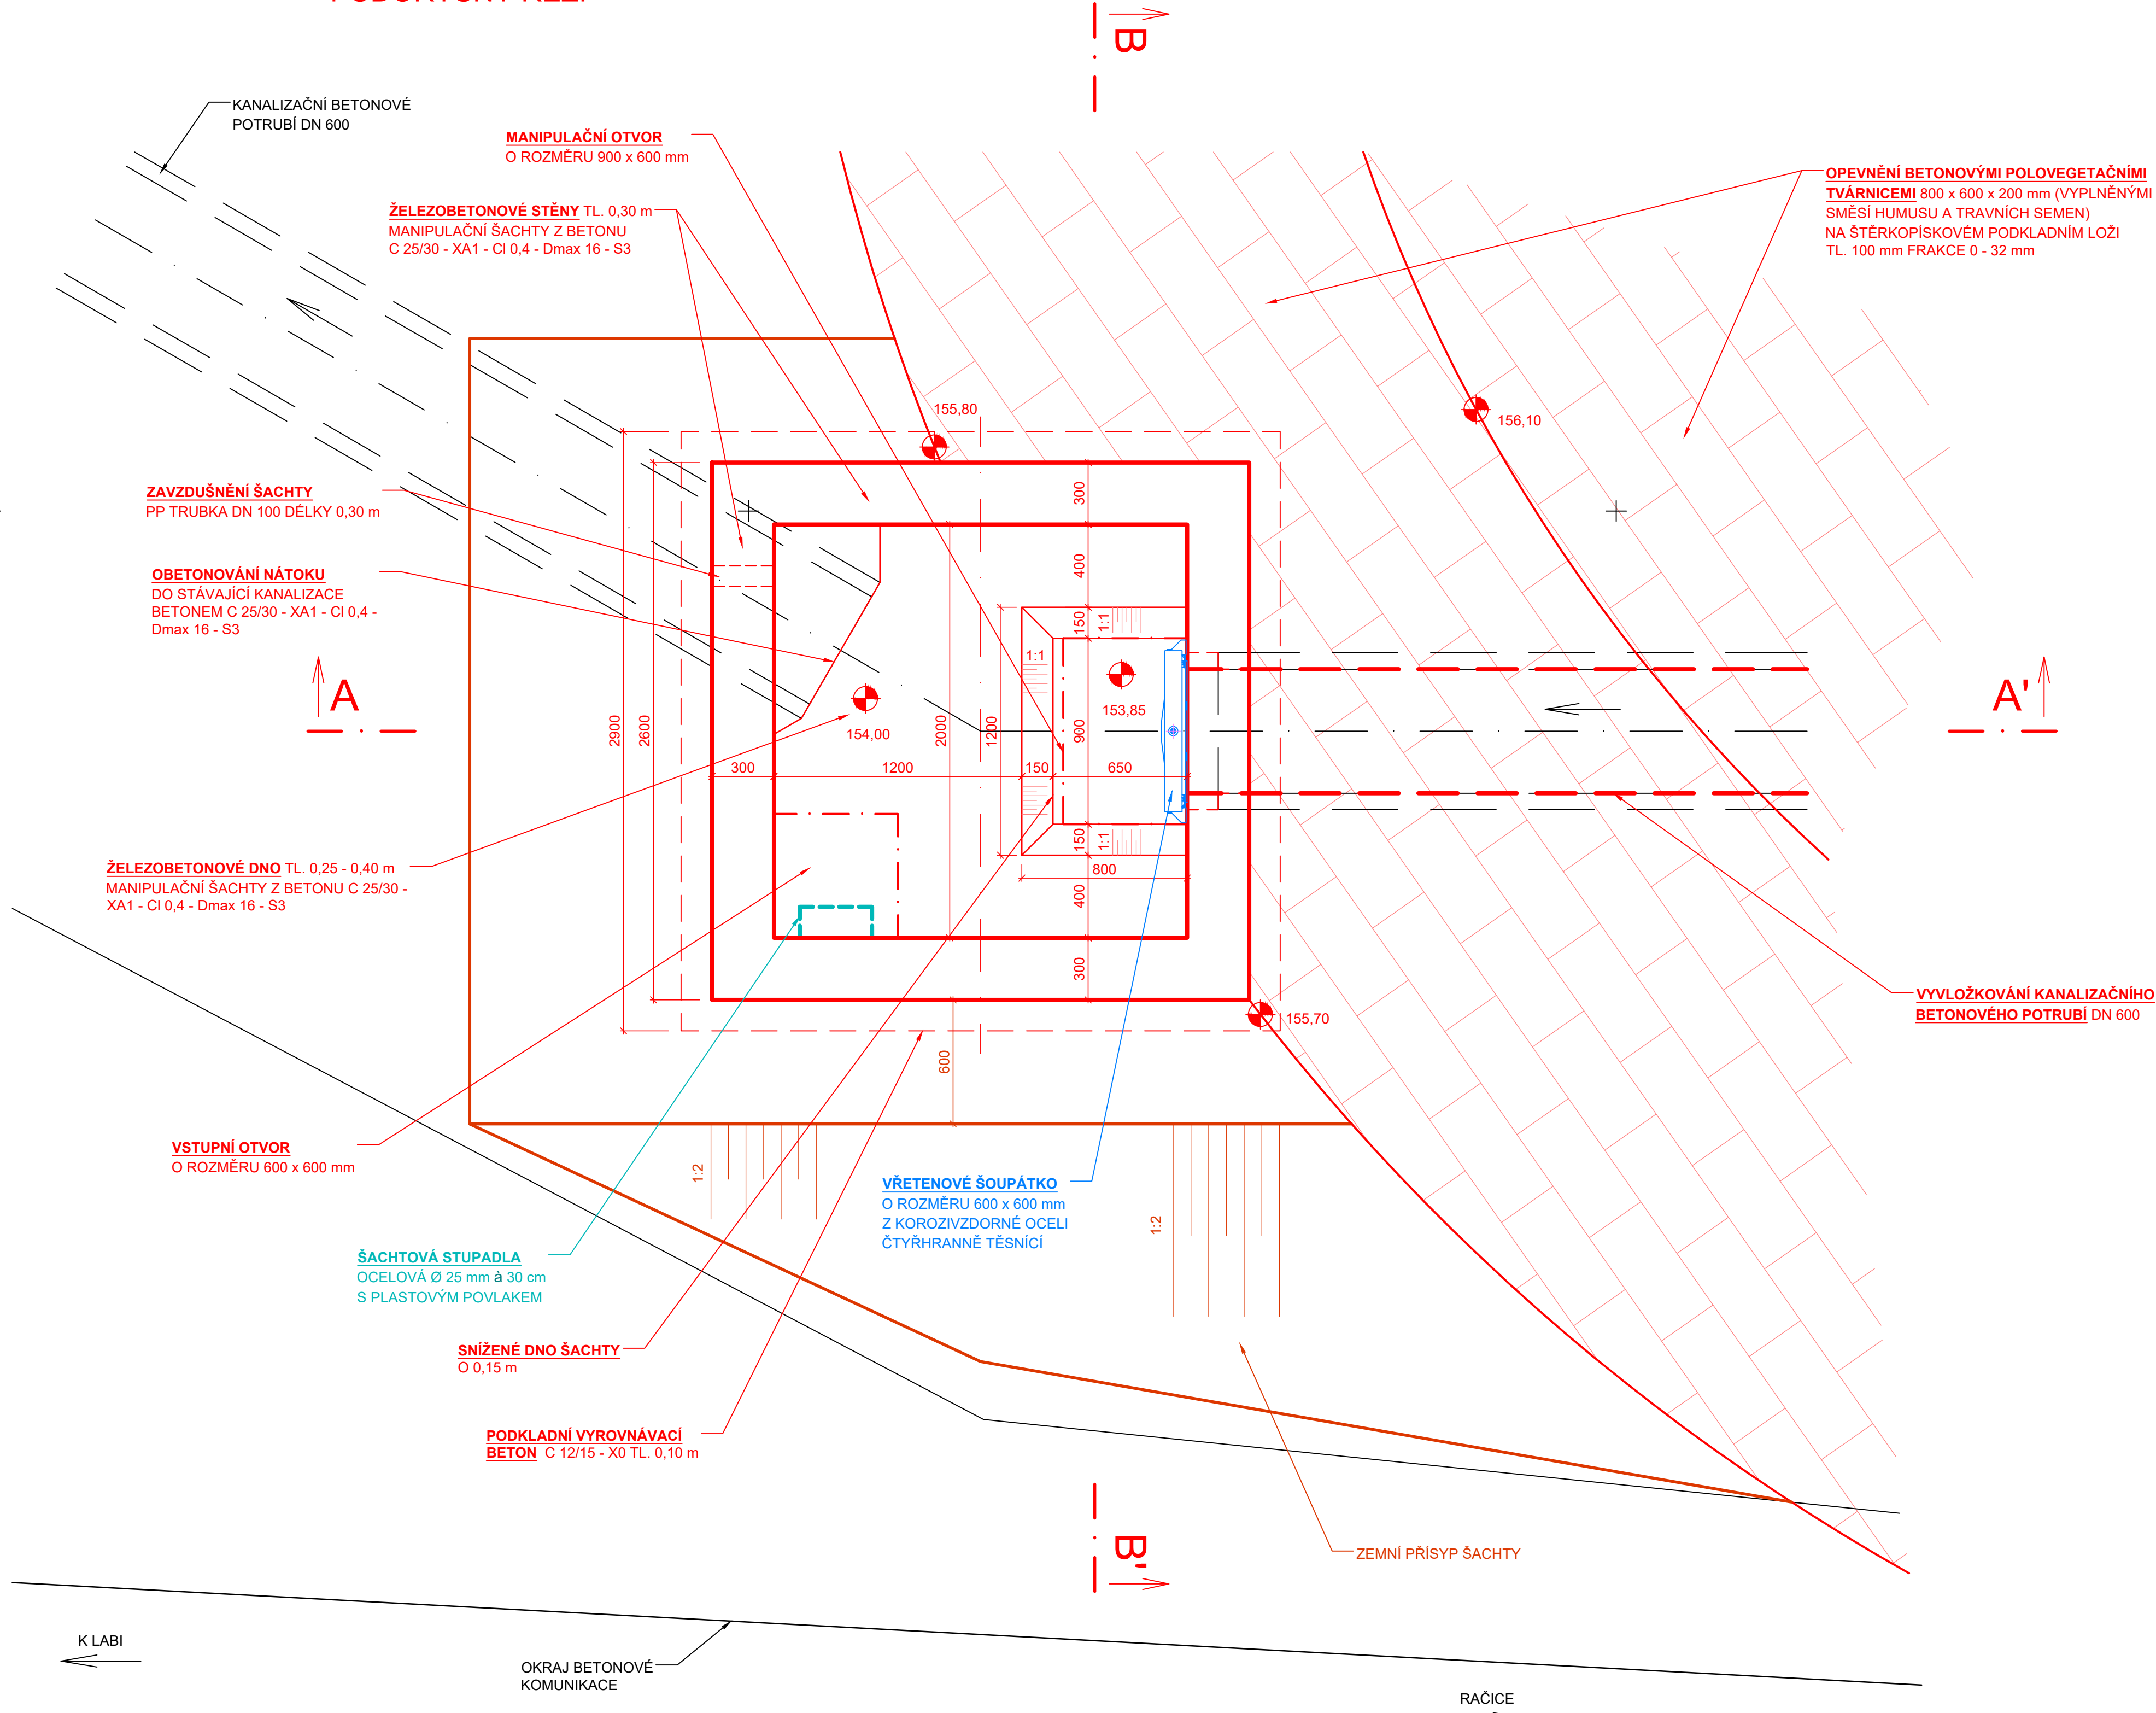 B
KANALIZAČNÍ BETONOVÉ
POTRUBÍ DN 600
MANIPULAČNÍ OTVOR
O ROZMĚRU 900 x 600 mm
ŽELEZOBETONOVÉ STĚNY TL. 0,30 m
MANIPULAČNÍ ŠACHTY Z BETONU
C 25/30 - XA1 - Cl 0,4 - Dmax 16 - S3
OPEVNĚNÍ BETONOVÝMI POLOVEGETAČNÍMI
TVÁRNICEMI 800 x 600 x 200 mm (VYPLNĚNÝMI
SMĚSÍ HUMUSU A TRAVNÍCH SEMEN)
NA ŠTĚRKOPÍSKOVÉM PODKLADNÍM LOŽI
TL. 100 mm FRAKCE 0 - 32 mm
155,80
156,10
ZAVZDUŠNĚNÍ ŠACHTY
PP TRUBKA DN 100 DÉLKY 0,30 m
OBETONOVÁNÍ NÁTOKU
DO STÁVAJÍCÍ KANALIZACE
BETONEM C 25/30 - XA1 - Cl 0,4 -
Dmax 16 - S3
300
400
150
1:1
1:1
A
A'
153,85
154,00
2900
2600
2000
1200
900
300
1200
150
650
150
1:1
800
400
300
ŽELEZOBETONOVÉ DNO TL. 0,25 - 0,40 m
MANIPULAČNÍ ŠACHTY Z BETONU C 25/30 -
XA1 - Cl 0,4 - Dmax 16 - S3
155,70
600
VYVLOŽKOVÁNÍ KANALIZAČNÍHO
BETONOVÉHO POTRUBÍ DN 600
VSTUPNÍ OTVOR
O ROZMĚRU 600 x 600 mm
1:2
1:2
VŘETENOVÉ ŠOUPÁTKO
O ROZMĚRU 600 x 600 mm
Z KOROZIVZDORNÉ OCELI
ČTYŘHRANNĚ TĚSNÍCÍ
ŠACHTOVÁ STUPADLA
OCELOVÁ Ø 25 mm à 30 cm
S PLASTOVÝM POVLAKEM
SNÍŽENÉ DNO ŠACHTY
O 0,15 m
PODKLADNÍ VYROVNÁVACÍ
BETON C 12/15 - X0 TL. 0,10 m
B'
ZEMNÍ PŘÍSYP ŠACHTY
K LABI
OKRAJ BETONOVÉ
KOMUNIKACE
RAČICE